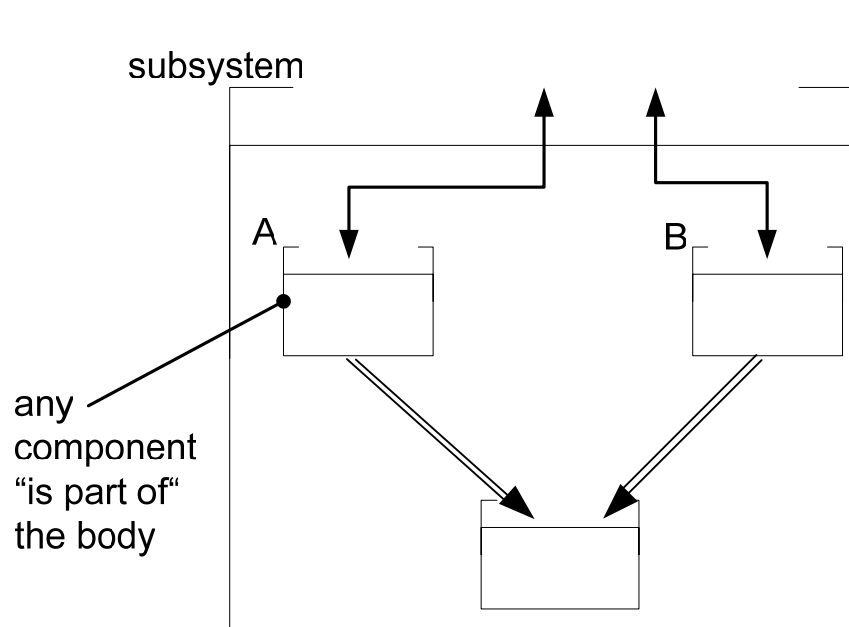 subsystem
A
B
any
component
“is part of“
the body